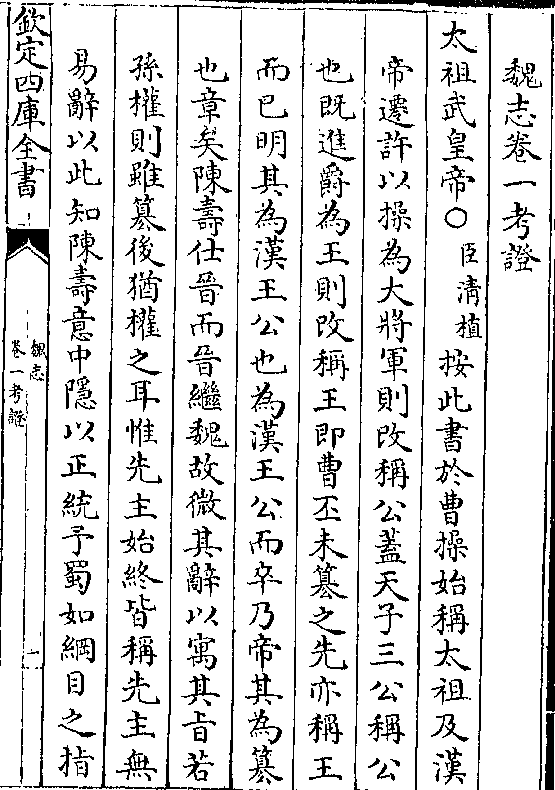 魏志卷一考證
太祖武皇帝〇臣清植按此書於曹操始稱太祖及漢
帝遷許以操為大將軍則改稱公蓋天子三公稱公
也既進爵為王則改稱王即曹丕未篡之先亦稱王
而已明其為漢王公也為漢王公而卒乃帝其為篡
也章矣陳壽仕晉而晉繼魏故微其辭以寓其旨若
孫權則雖篡後猶權之耳惟先主始終皆稱先主無
易辭以此知陳壽意中隱以正統予蜀如綱目之指
欽定四庫全書
魏志
卷一考證
一